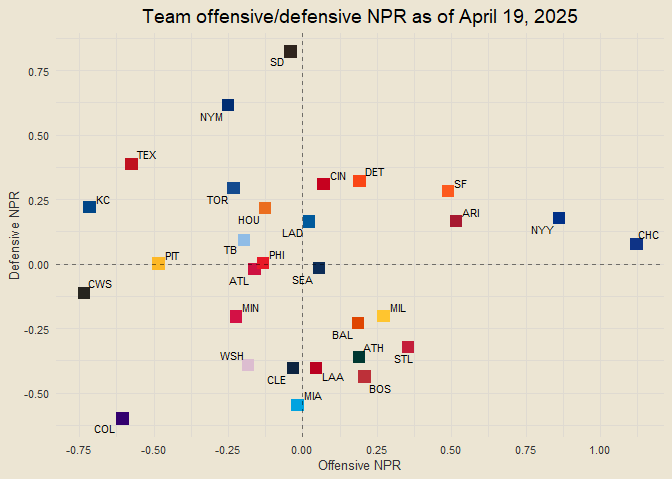 Team offensive/defensive NPR as of April 19, 2025
SD
0.75
NYM
0.50
TEX
DET
CIN
SF
KC
0.25
TOR
ARI
HOU
NYY
LAD
CHC
TB
PHI
PIT
0.00
ATL
SEA
CWS
MIN
MIL
-0.25
BAL
ATH
WSH
STL
CLE
LAA
BOS
-0.50
MIA
COL
Defensive NPR
-0.75 -0.50 -0.25 0.00 0.25 0.50 0.75 1.00
Offensive NPR